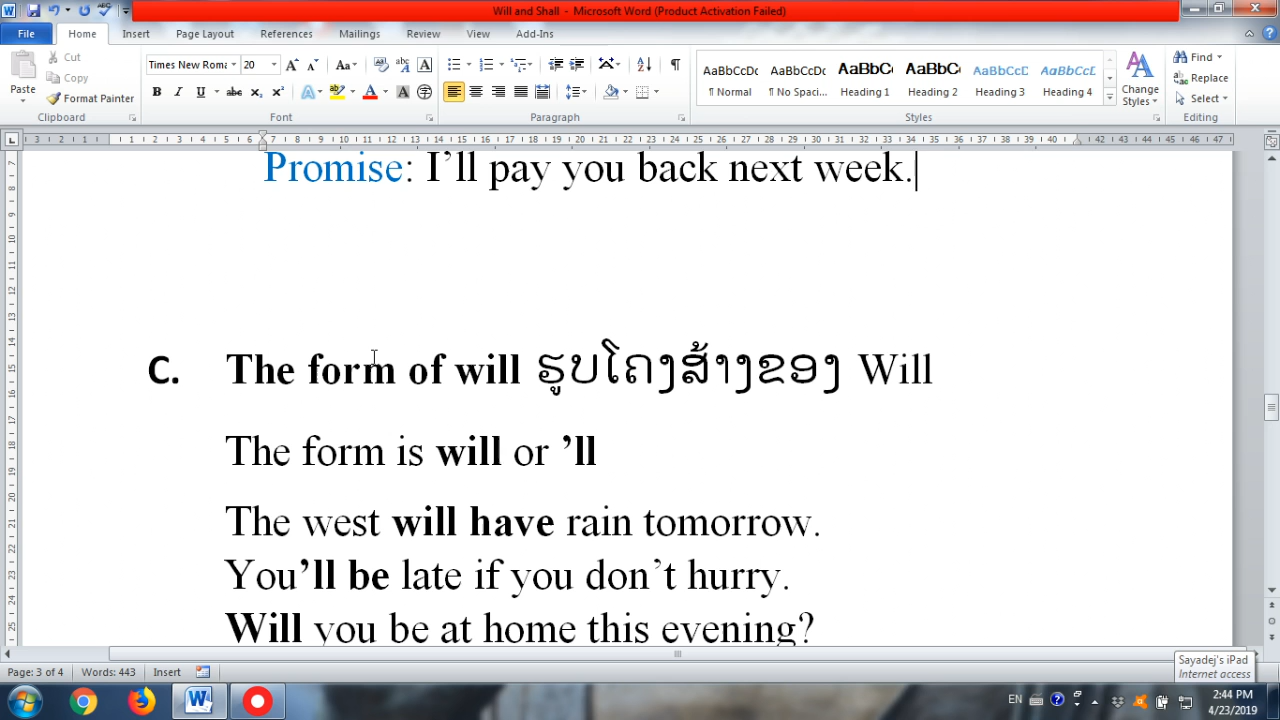 Will and Shall - Microsoft Word (Product Activation Failed)
File Home Insert Page Layout References Mailings Review View Add-Ins
Paste
Cut
Copy
Format Painter
Clipboard
Times New Roma 20
Font
Paragraph
AaBbCcDc AaBbCcDc AaBbC AaBbCc AaBbCcD AaBbCcD
¶ Normal ¶ No Spaci... Heading 1 Heading 2 Heading 3 Heading 4
Change Styles
Styles
Find
Replace
Select
Editing
Promise: I’ll pay you back next week.
C. The form of will ຮູບໂຄງສ້າງຂອງ Will
The form is will or ’ll
The west will have rain tomorrow.
You’ll be late if you don’t hurry.
Will you be at home this evening?
Sayadej's iPad
Internet access
Page: 3 of 4 Words: 443 Insert
EN 2:44 PM
4/23/2019